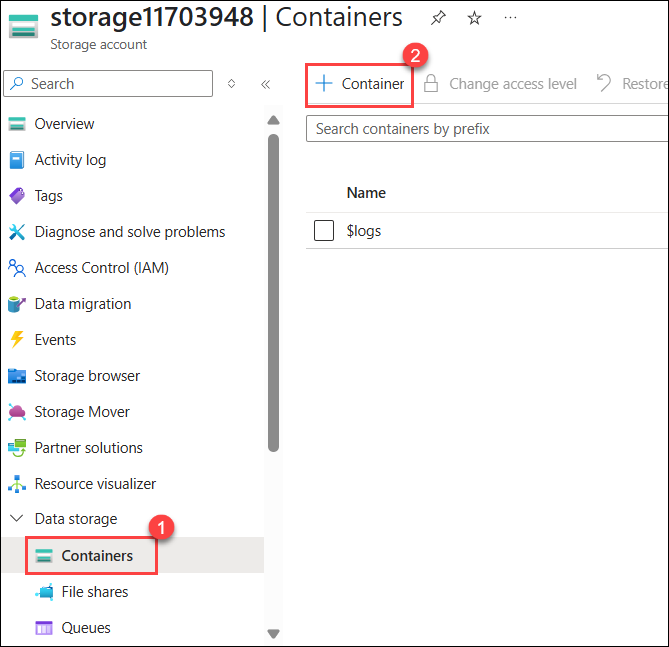 storage11703948 | Containers ...
Storage account
2
Search
+ Container
Change access level
Restore
Overview
Search containers by prefix
Activity log
Tags
Name
Diagnose and solve problems
$logs
Access Control (IAM)
Data migration
Events
Storage browser
Storage Mover
Partner solutions
Resource visualizer
Data storage
1
Containers
File shares
Queues